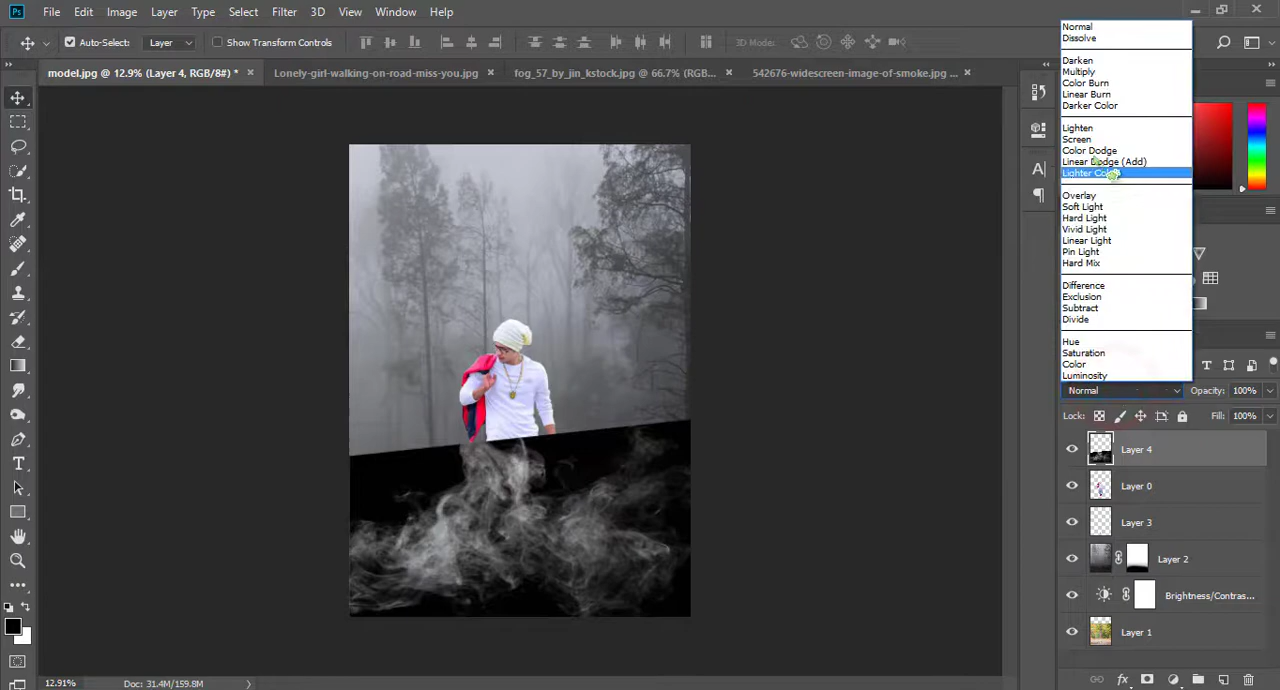 Ps File Edit Image Layer Type Select Filter 3D View Window Help
Auto-Select: Layer Show Transform Controls 3D Mode:
model.jpg @ 12.9% (Layer 4, RGB/8#) * × Lonely-girl-walking-on-road-miss-you.jpg × fog_57_by_jin_kstock.jpg @ 66.7% (RGB... × 542676-widescreen-image-of-smoke.jpg ... ×
Normal
Dissolve
Darken
Multiply
Color Burn
Linear Burn
Darker Color
Lighten
Screen
Color Dodge
Linear Dodge (Add)
Lighter Color
Overlay
Soft Light
Hard Light
Vivid Light
Linear Light
Pin Light
Hard Mix
Difference
Exclusion
Subtract
Divide
Hue
Saturation
Color
Luminosity
Normal Opacity: 100%
Lock: Fill: 100%
Layer 4
Layer 0
Layer 3
Layer 2
Brightness/Contras...
Layer 1
12.91% Doc: 31.4M/159.8M